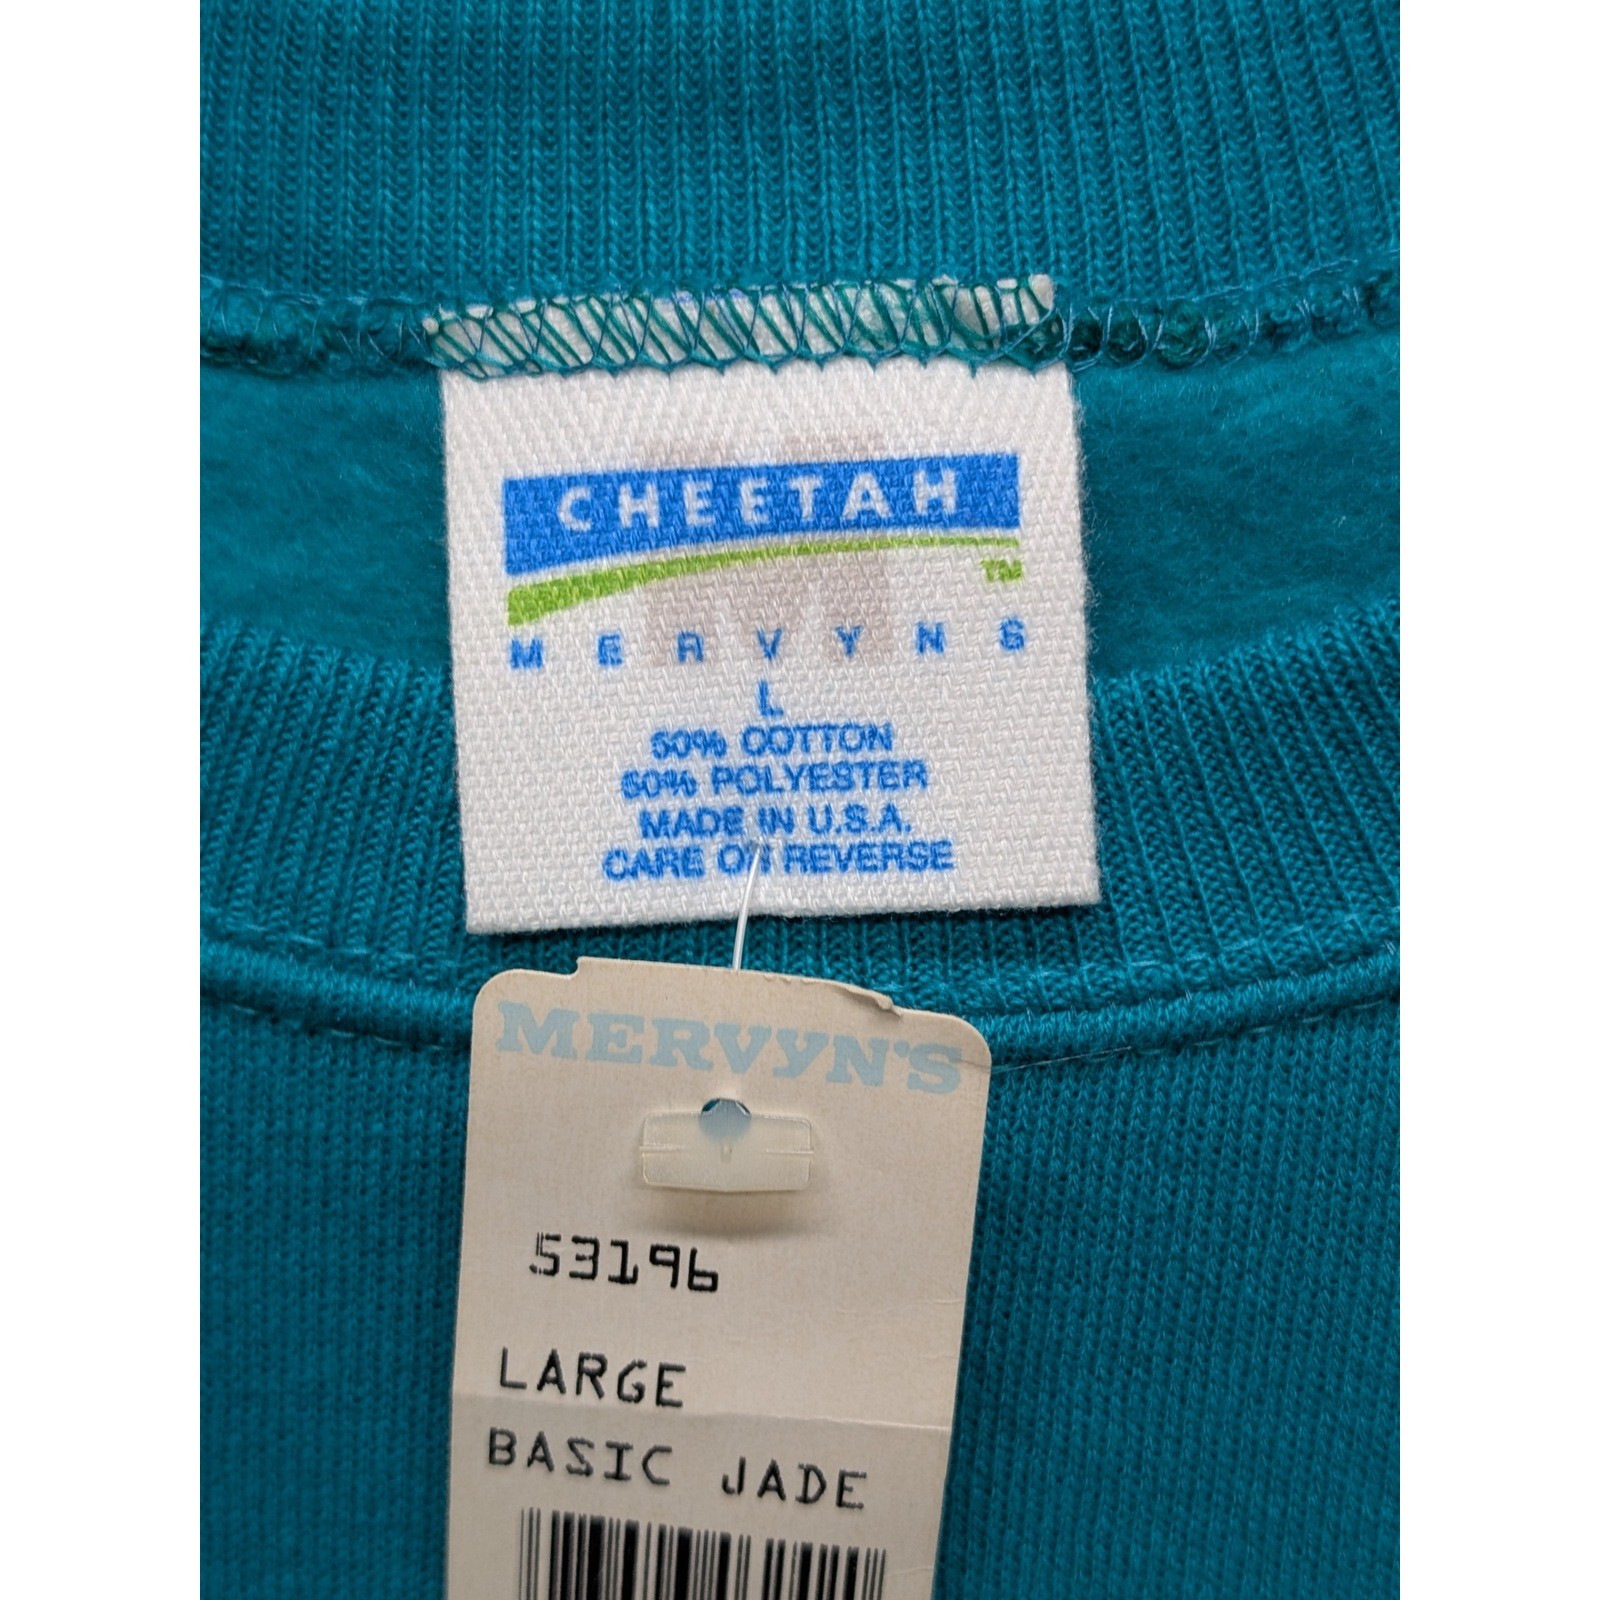 CHEETAH
TM
MERVYNS
L
50% COTTON
50% POLYESTER
MADE IN U.S.A.
CARE ON REVERSE
MERVYN'S
53196
LARGE
BASIC JADE